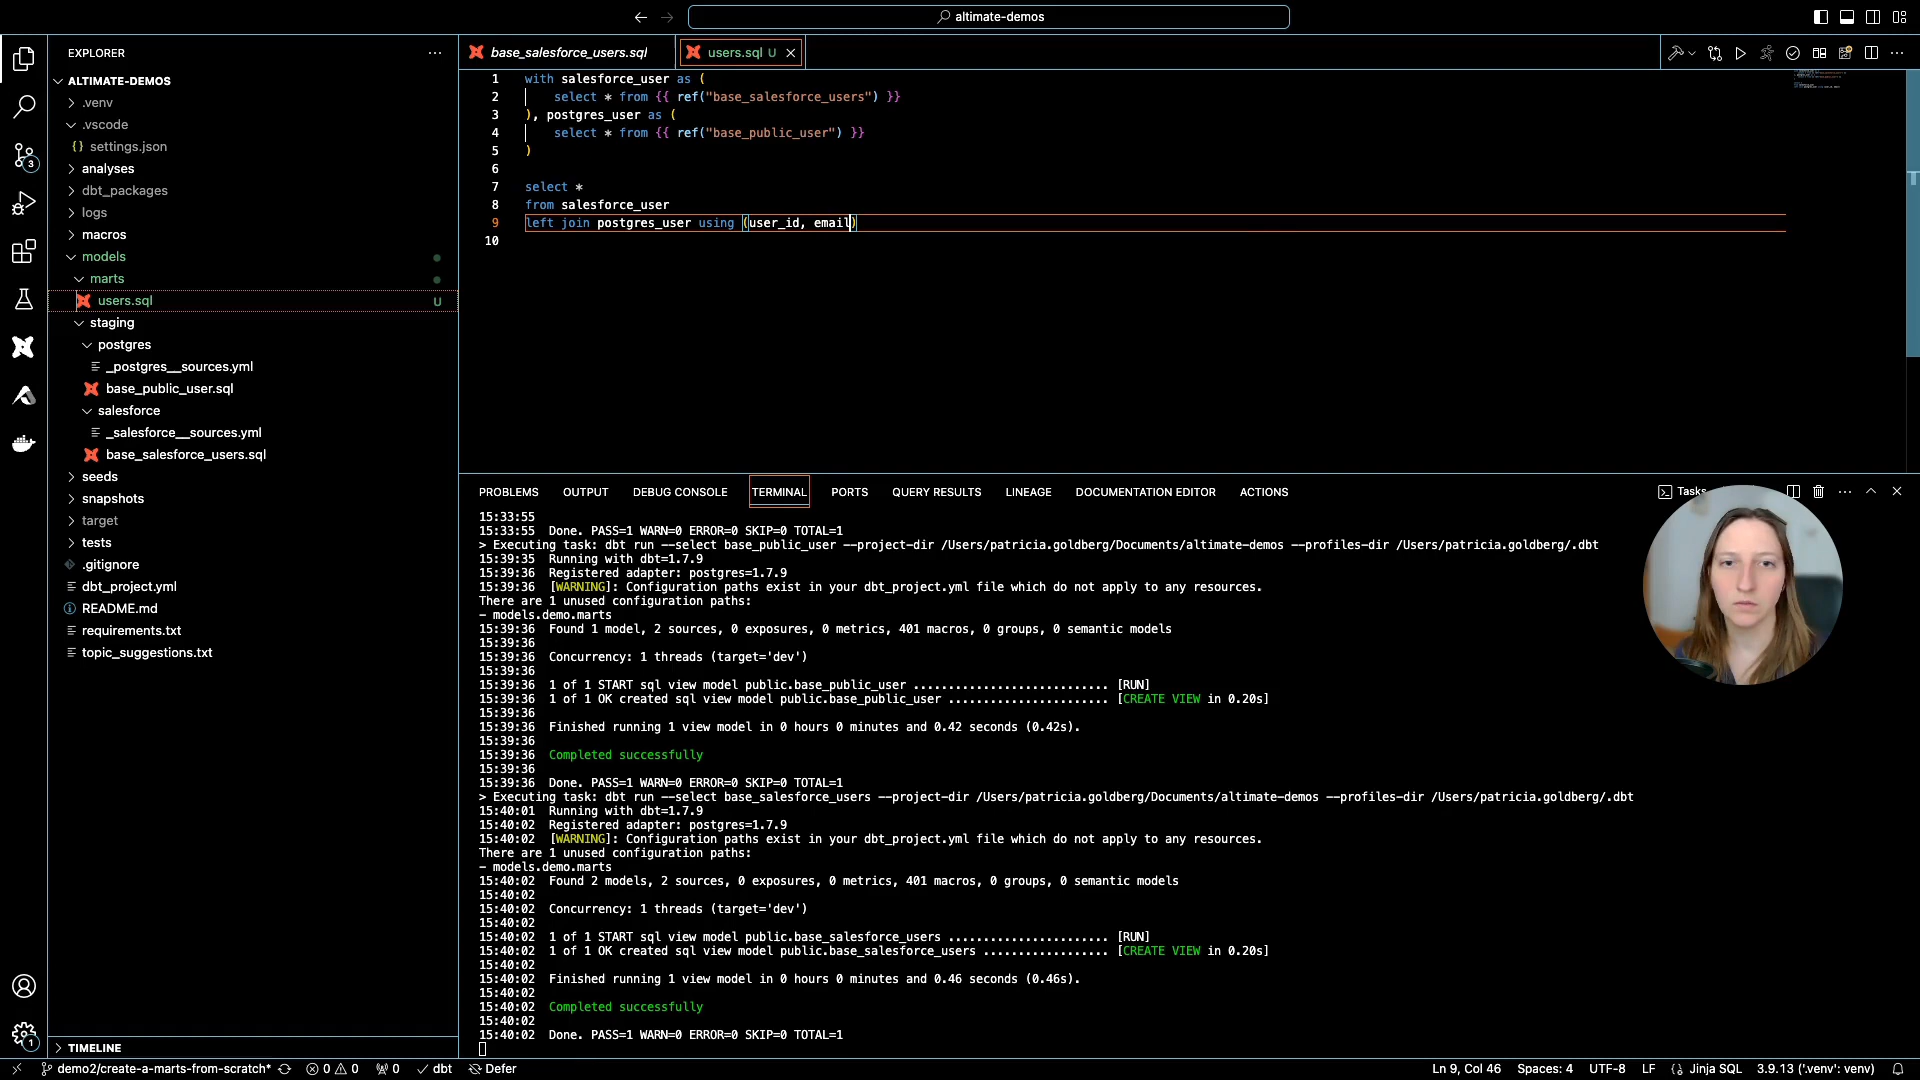 altimate-demos
EXPLORER
ALTIMATE-DEMOS
.venv
.vscode
{} settings.json
analyses
dbt_packages
logs
macros
models
marts
users.sql U
staging
postgres
_postgres__sources.yml
base_public_user.sql
salesforce
_salesforce__sources.yml
base_salesforce_users.sql
seeds
snapshots
target
tests
.gitignore
dbt_project.yml
README.md
requirements.txt
topic_suggestions.txt
TIMELINE
3
1
base_salesforce_users.sql
users.sql U
1 with salesforce_user as (
2 select * from {{ ref("base_salesforce_users") }}
3 ), postgres_user as (
4 select * from {{ ref("base_public_user") }}
5 )
6
7 select *
8 from salesforce_user
9 left join postgres_user using (user_id, email)
10
PROBLEMS OUTPUT DEBUG CONSOLE TERMINAL PORTS QUERY RESULTS LINEAGE DOCUMENTATION EDITOR ACTIONS
Tasks
15:33:55
15:33:55 Done. PASS=1 WARN=0 ERROR=0 SKIP=0 TOTAL=1
> Executing task: dbt run --select base_public_user --project-dir /Users/patricia.goldberg/Documents/altimate-demos --profiles-dir /Users/patricia.goldberg/.dbt
15:39:35 Running with dbt=1.7.9
15:39:36 Registered adapter: postgres=1.7.9
15:39:36 [WARNING]: Configuration paths exist in your dbt_project.yml file which do not apply to any resources.
There are 1 unused configuration paths:
- models.demo.marts
15:39:36 Found 1 model, 2 sources, 0 exposures, 0 metrics, 401 macros, 0 groups, 0 semantic models
15:39:36
15:39:36 Concurrency: 1 threads (target='dev')
15:39:36
15:39:36 1 of 1 START sql view model public.base_public_user ............................ [RUN]
15:39:36 1 of 1 OK created sql view model public.base_public_user ....................... [CREATE VIEW in 0.20s]
15:39:36
15:39:36 Finished running 1 view model in 0 hours 0 minutes and 0.42 seconds (0.42s).
15:39:36
15:39:36 Completed successfully
15:39:36
15:39:36 Done. PASS=1 WARN=0 ERROR=0 SKIP=0 TOTAL=1
> Executing task: dbt run --select base_salesforce_users --project-dir /Users/patricia.goldberg/Documents/altimate-demos --profiles-dir /Users/patricia.goldberg/.dbt
15:40:01 Running with dbt=1.7.9
15:40:02 Registered adapter: postgres=1.7.9
15:40:02 [WARNING]: Configuration paths exist in your dbt_project.yml file which do not apply to any resources.
There are 1 unused configuration paths:
- models.demo.marts
15:40:02 Found 2 models, 2 sources, 0 exposures, 0 metrics, 401 macros, 0 groups, 0 semantic models
15:40:02
15:40:02 Concurrency: 1 threads (target='dev')
15:40:02
15:40:02 1 of 1 START sql view model public.base_salesforce_users ....................... [RUN]
15:40:02 1 of 1 OK created sql view model public.base_salesforce_users .................. [CREATE VIEW in 0.20s]
15:40:02
15:40:02 Finished running 1 view model in 0 hours 0 minutes and 0.46 seconds (0.46s).
15:40:02
15:40:02 Completed successfully
15:40:02
15:40:02 Done. PASS=1 WARN=0 ERROR=0 SKIP=0 TOTAL=1
demo2/create-a-marts-from-scratch* 0 0 0 dbt Defer Ln 9, Col 46 Spaces: 4 UTF-8 LF Jinja SQL 3.9.13 ('.venv': venv)